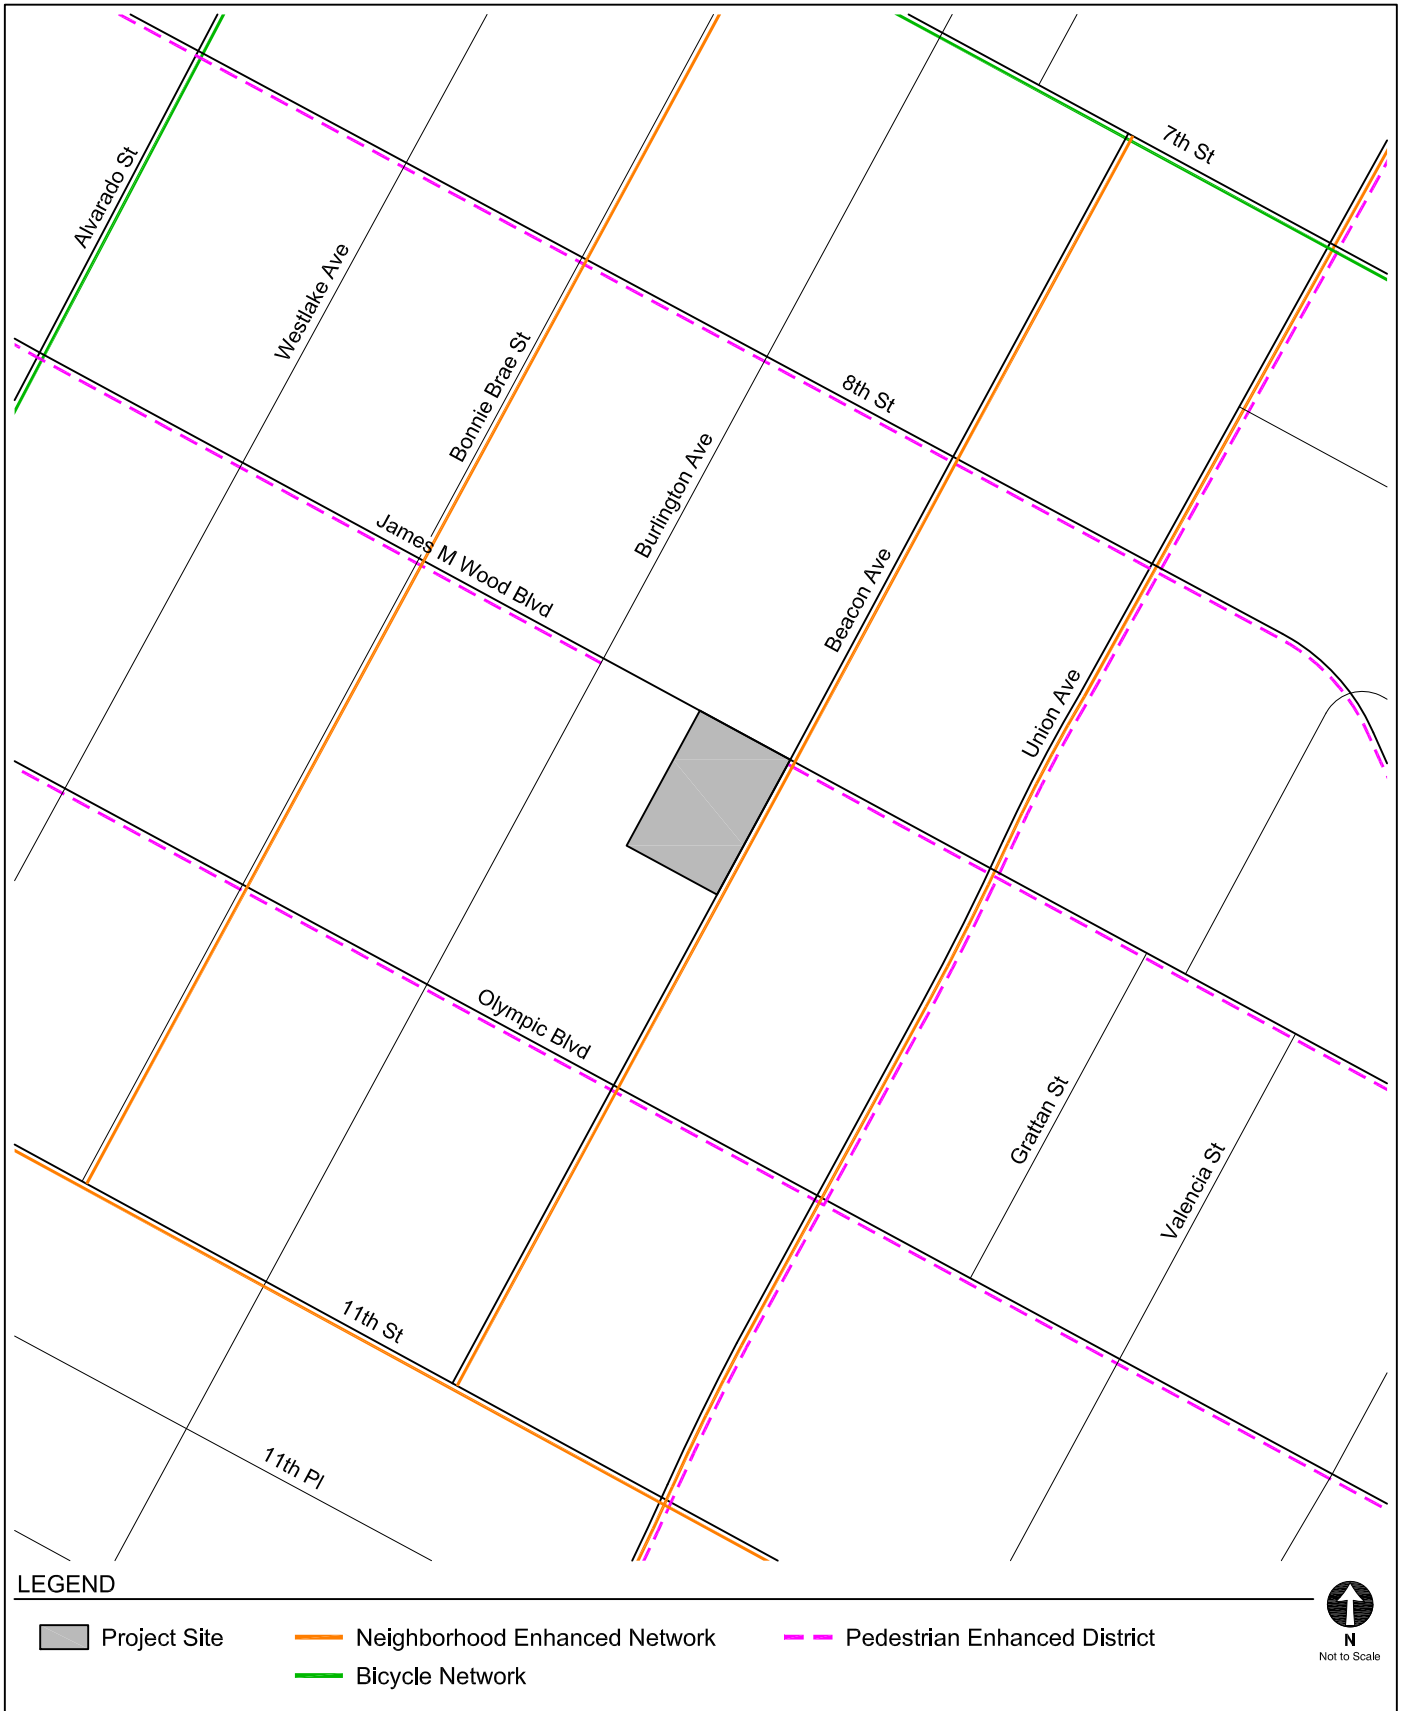 7th St
Alvarado St
Westlake Ave
Bonnie Brae St
8th St
Burlington Ave
James M Wood Blvd
Beacon Ave
Union Ave
Olympic Blvd
Grattan St
Valencia St
11th St
11th Pl
LEGEND
Project Site
Neighborhood Enhanced Network
Pedestrian Enhanced District
Bicycle Network
N
Not to Scale